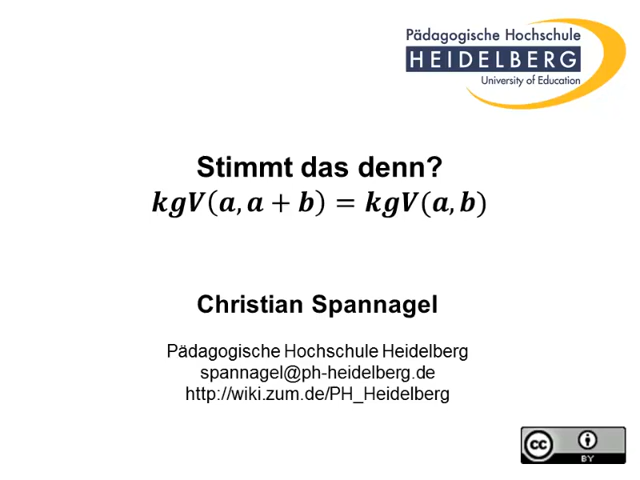 Pädagogische Hochschule
HEIDELBERG
University of Education
Stimmt das denn?
kgV(a, a + b) = kgV(a, b)
Christian Spannagel
Pädagogische Hochschule Heidelberg
spannagel@ph-heidelberg.de
http://wiki.zum.de/PH_Heidelberg
cc
BY